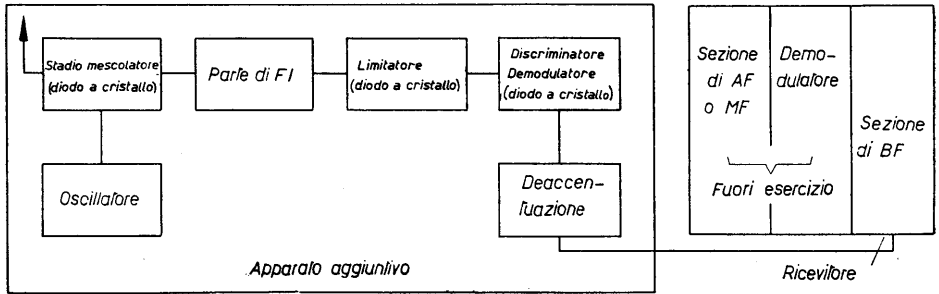 Stadio mescolatore
(diodo a cristallo)
Parte di FI
Limitatore
(diodo a cristallo)
Discriminatore
Demodulatore
(diodo a cristallo)
Oscillatore
Deaccen-
tuazione
Apparato aggiuntivo
Sezione
di AF
o MF
Demo-
dulatore
Sezione
di BF
Fuori esercizio
Ricevitore